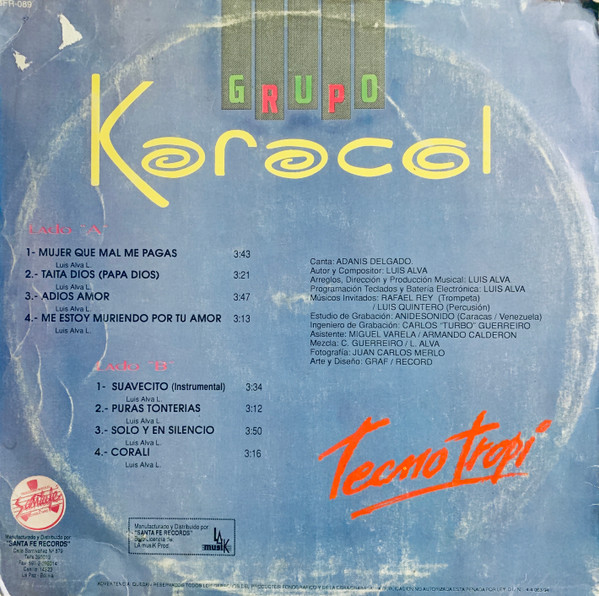 GRUPO
Karacol
Lado "A"
1- MUJER QUE MAL ME PAGAS 3:43
Luis Alva L.
2.- TAITA DIOS (PAPA DIOS) 3:21
Luis Alva L.
3.- ADIOS AMOR 3:47
Luis Alva L.
4.- ME ESTOY MURIENDO POR TU AMOR 3:13
Luis Alva L.
Lado "B"
1- SUAVECITO (Instrumental) 3:34
Luis Alva L.
2.- PURAS TONTERIAS 3:12
Luis Alva L.
3.- SOLO Y EN SILENCIO 3:50
Luis Alva L.
4.- CORALI 3:16
Luis Alva L.
Canta: ADANIS DELGADO.
Autor y Compositor: LUIS ALVA
Arreglos, Dirección y Producción Musical: LUIS ALVA
Programación Teclados y Batería Electrónica: LUIS ALVA
Músicos Invitados: RAFAEL REY (Trompeta)
/ LUIS QUINTERO (Percusión)
Estudio de Grabación: ANIDESONIDO (Caracas / Venezuela)
Ingeniero de Grabación: CARLOS "TURBO" GUERREIRO
Asistente: MIGUEL VARELA / ARMANDO CALDERON
Mezcla: C. GUERREIRO / L. ALVA
Fotografía: JUAN CARLOS MERLO
Arte y Diseño: GRAF / RECORD
Tecno tropi
Santa fe
Manufacturado y Distribuido por:
"SANTA FE RECORDS"
La Paz - Bolivia
Manufacturado y Distribuido por:
"SANTA FE RECORDS"
LA musiK Prod.
LA
musiK